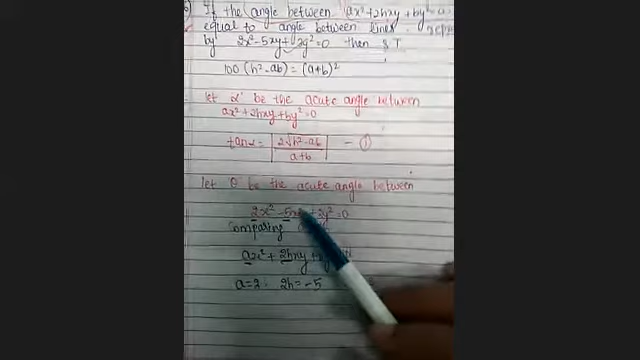 If the angle between ax²+2hxy+by²=0
equal to angle between lines
by 2x²-5xy+3y²=0 then S.T.
100(h²-ab)=(a+b)²
let α be the acute angle between
ax²+2hxy+by²=0
tanα = |2√h²-ab / a+b| - ①
let θ be the acute angle between
2x²-5xy+3y²=0
Comparing
ax²+2hxy+
a=2, 2h=-5